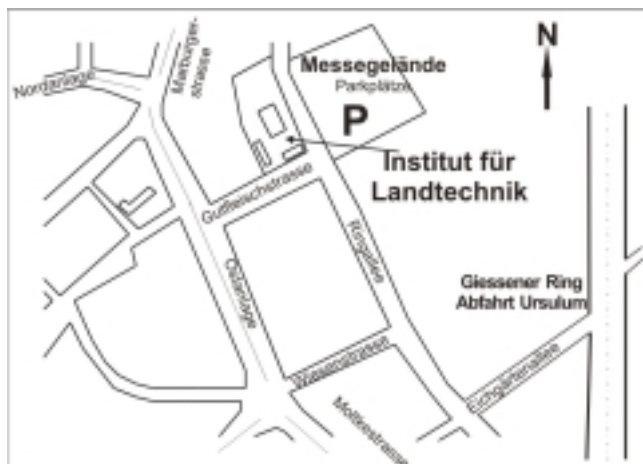 N
Nordanlage
Marburger-
strasse
Messegelände
Parkplätze
P
Institut für
Landtechnik
Gutfleischstrasse
Ringallee
Ostanlage
Giessener Ring
Abfahrt Ursulum
Wiesenstrasse
Eichgärtenallee
Moltkestrasse